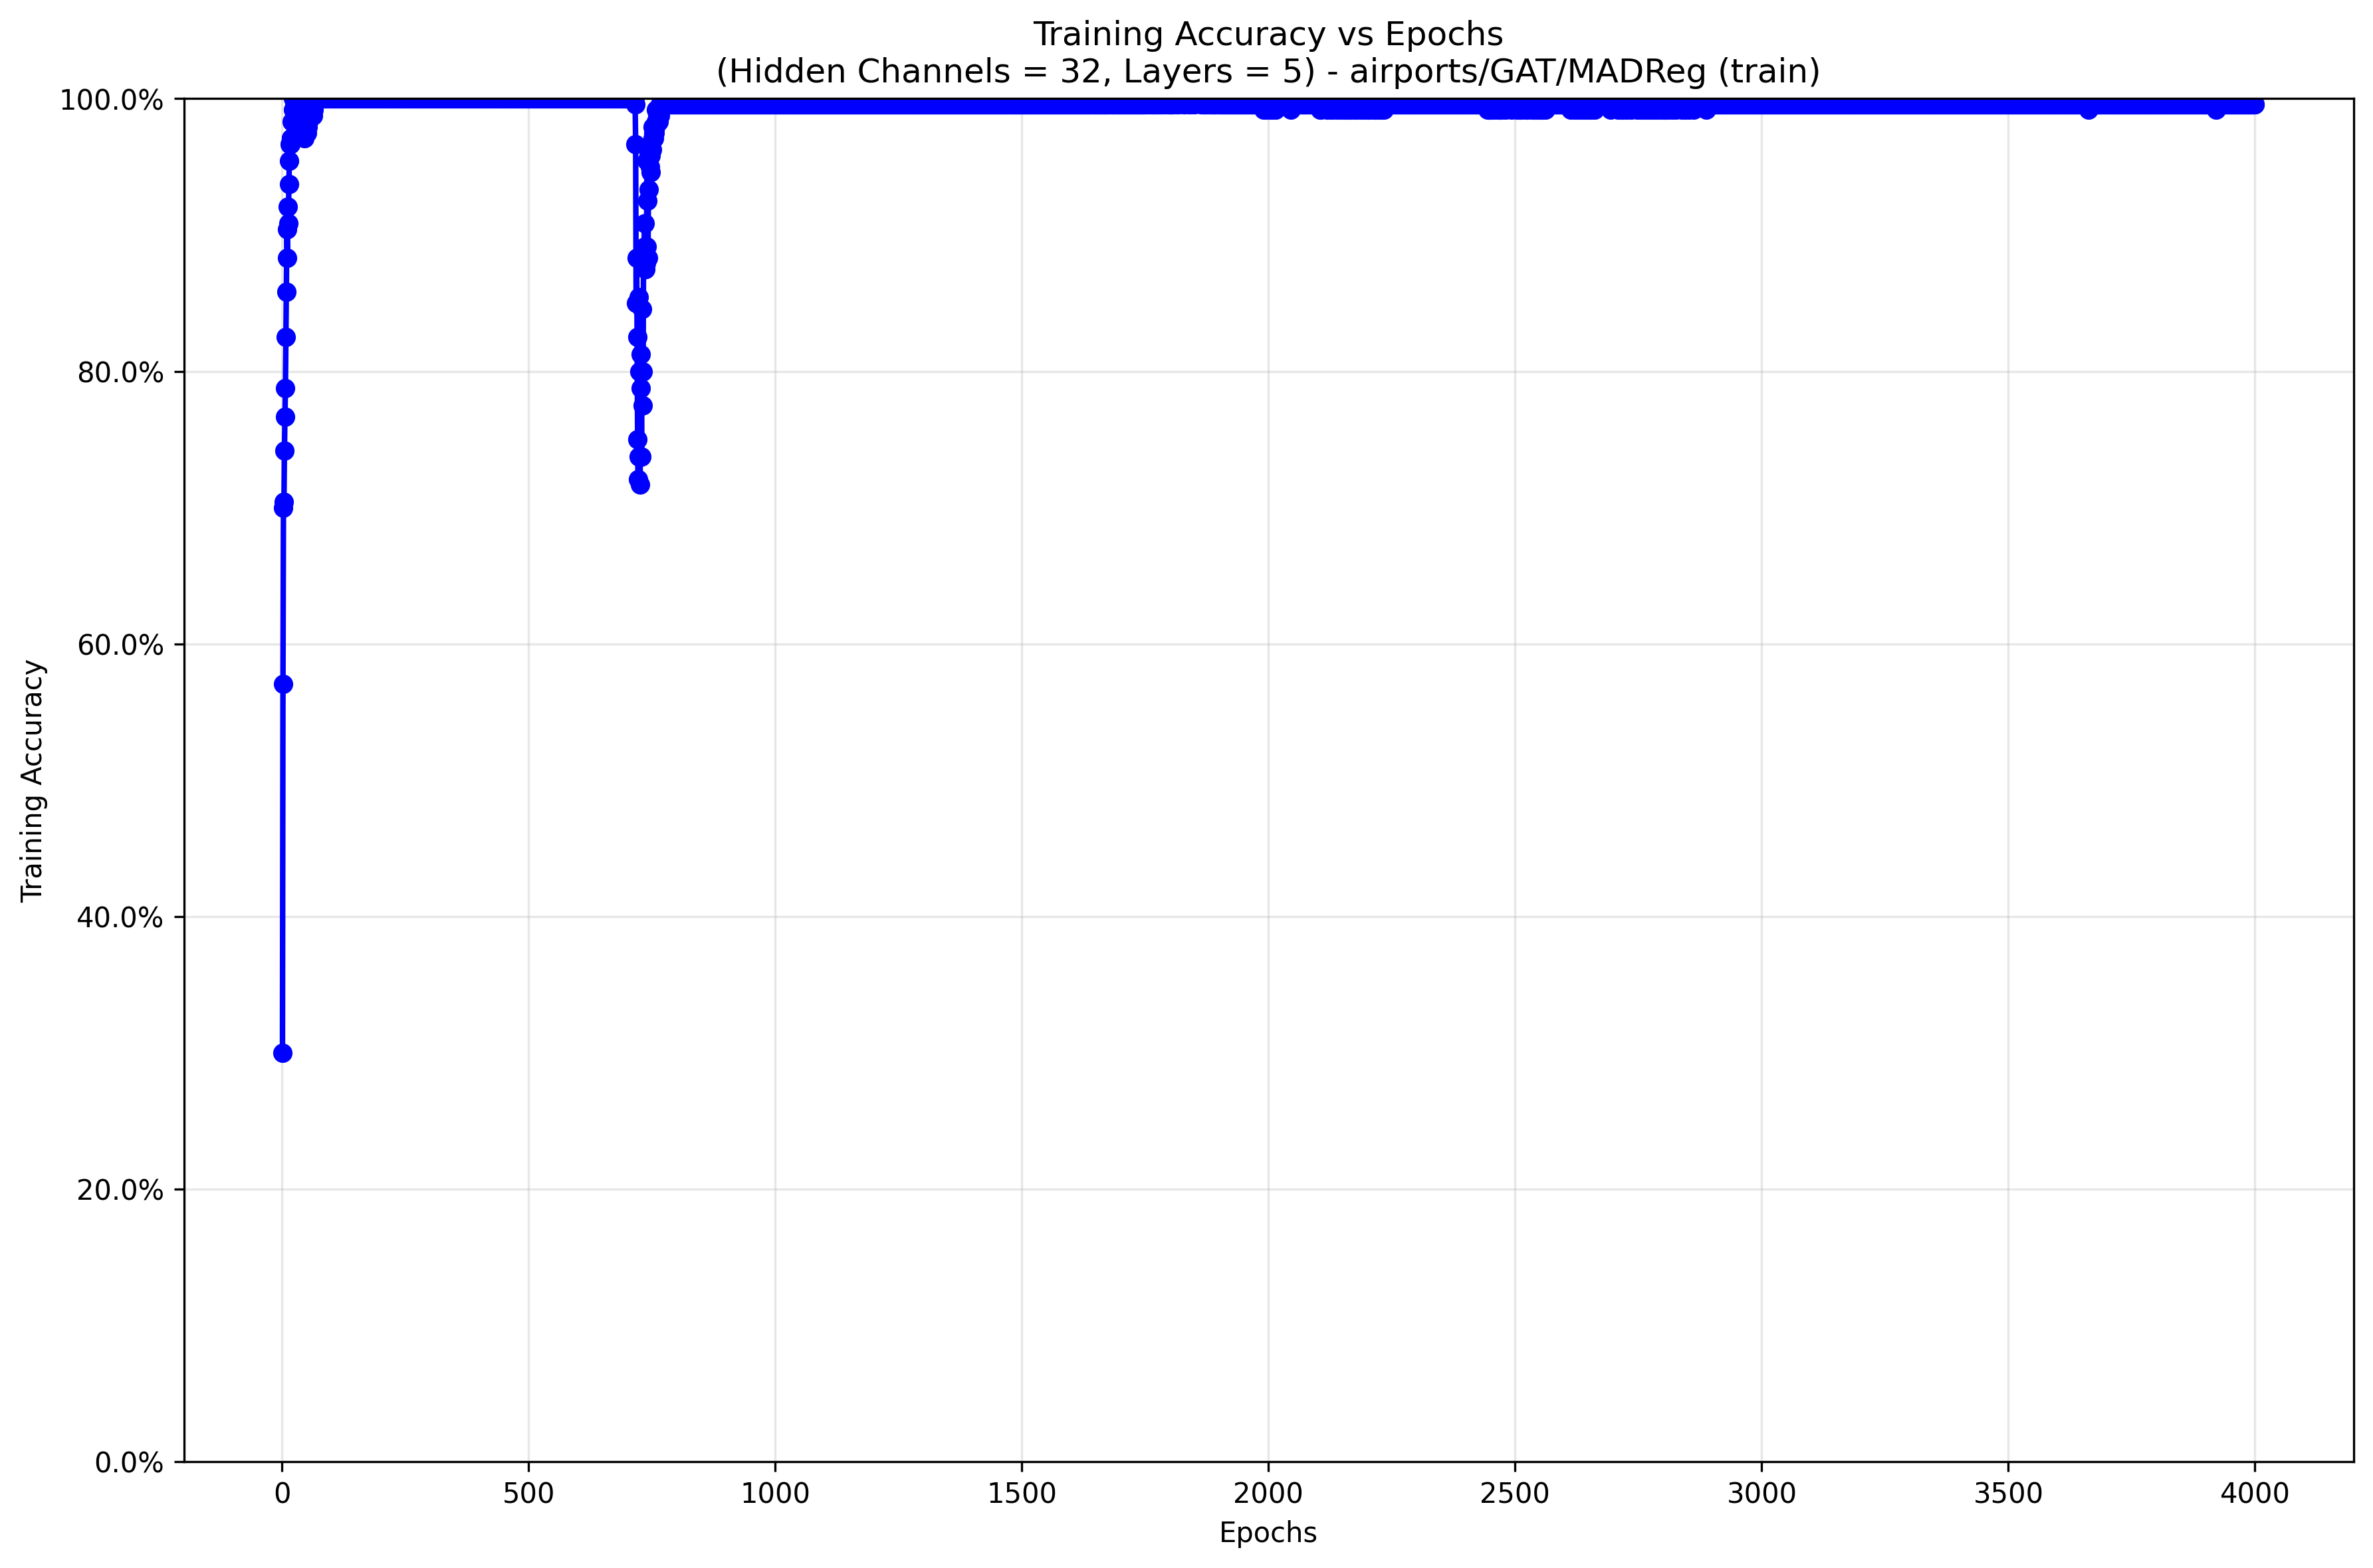 Training Accuracy vs Epochs
(Hidden Channels = 32, Layers = 5) - airports/GAT/MADReg (train)
100.0%
80.0%
60.0%
40.0%
20.0%
0.0%
Training Accuracy
0 500 1000 1500 2000 2500 3000 3500 4000
Epochs